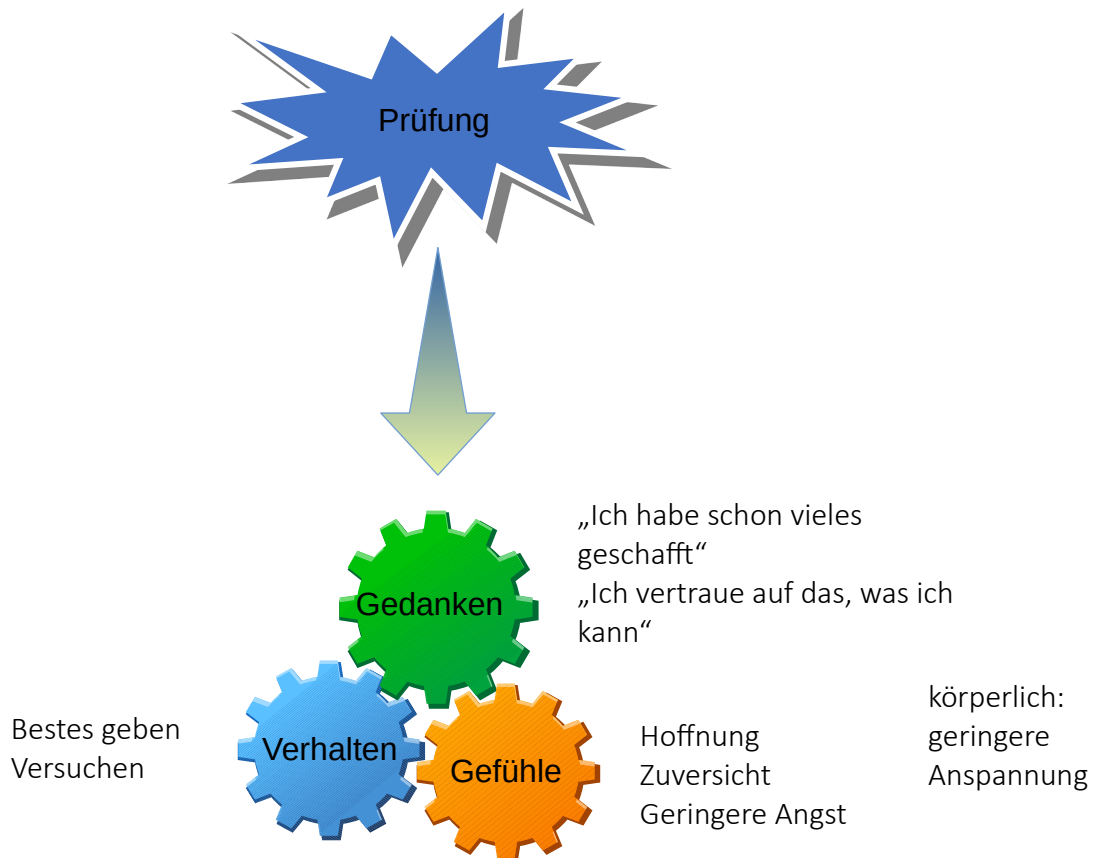 Prüfung
„Ich habe schon vieles
geschafft“
„Ich vertraue auf das, was ich
kann“
Gedanken
Bestes geben
Versuchen
Verhalten
Gefühle
Hoffnung
Zuversicht
Geringere Angst
körperlich:
geringere
Anspannung